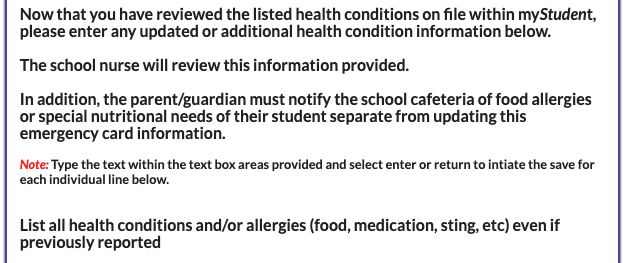 Now that you have reviewed the listed health conditions on file within myStudent,
please enter any updated or additional health condition information below.
The school nurse will review this information provided.
In addition, the parent/guardian must notify the school cafeteria of food allergies
or special nutritional needs of their student separate from updating this
emergency card information.
Note: Type the text within the text box areas provided and select enter or return to intiate the save for
each individual line below.
List all health conditions and/or allergies (food, medication, sting, etc) even if
previously reported